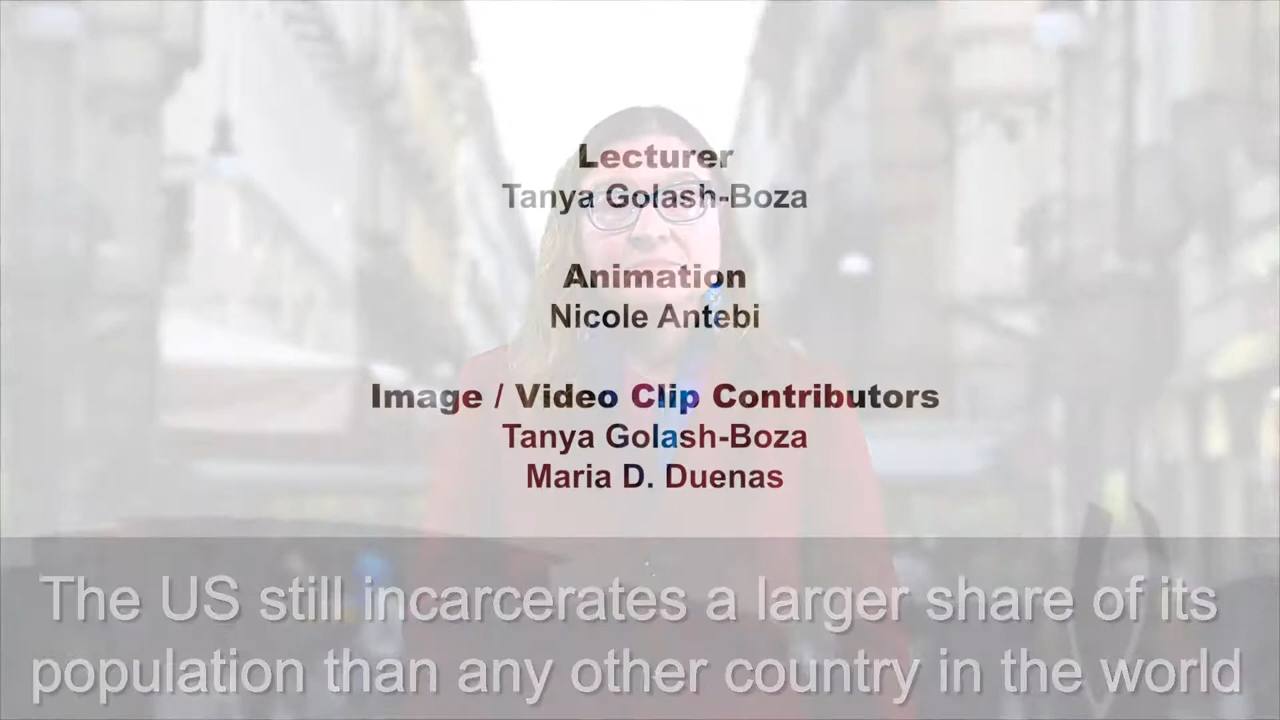 Lecturer
Tanya Golash-Boza
Animation
Nicole Antebi
Image / Video Clip Contributors
Tanya Golash-Boza
Maria D. Duenas
The US still incarcerates a larger share of its
population than any other country in the world